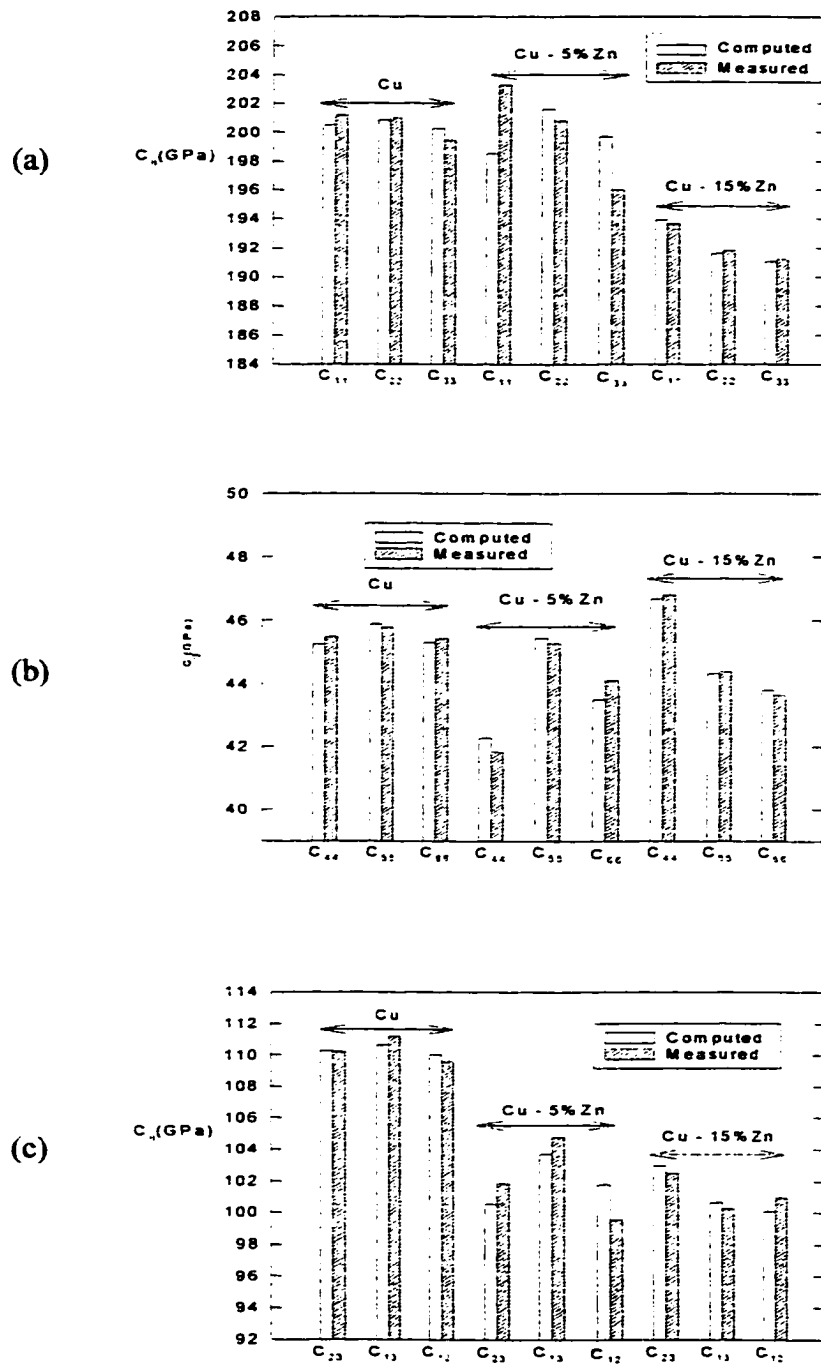 (a)
208
206
204
202
200
198
196
194
192
190
188
186
184
C (GPa)
Computed
Measured
Cu
Cu - 5%Zn
Cu - 15%Zn
C11 C22 C33 C11 C22 C33 C11 C22 C33
(b)
50
48
46
44
42
40
Computed
Measured
Cu
Cu - 5%Zn
Cu - 15%Zn
C44 C55 C66 C44 C55 C66 C44 C55 C66
(c)
114
112
110
108
106
104
102
100
98
96
94
92
C (GPa)
Cu
Computed
Measured
Cu - 5%Zn
Cu - 15%Zn
C23 C13 C12 C23 C13 C12 C23 C13 C12